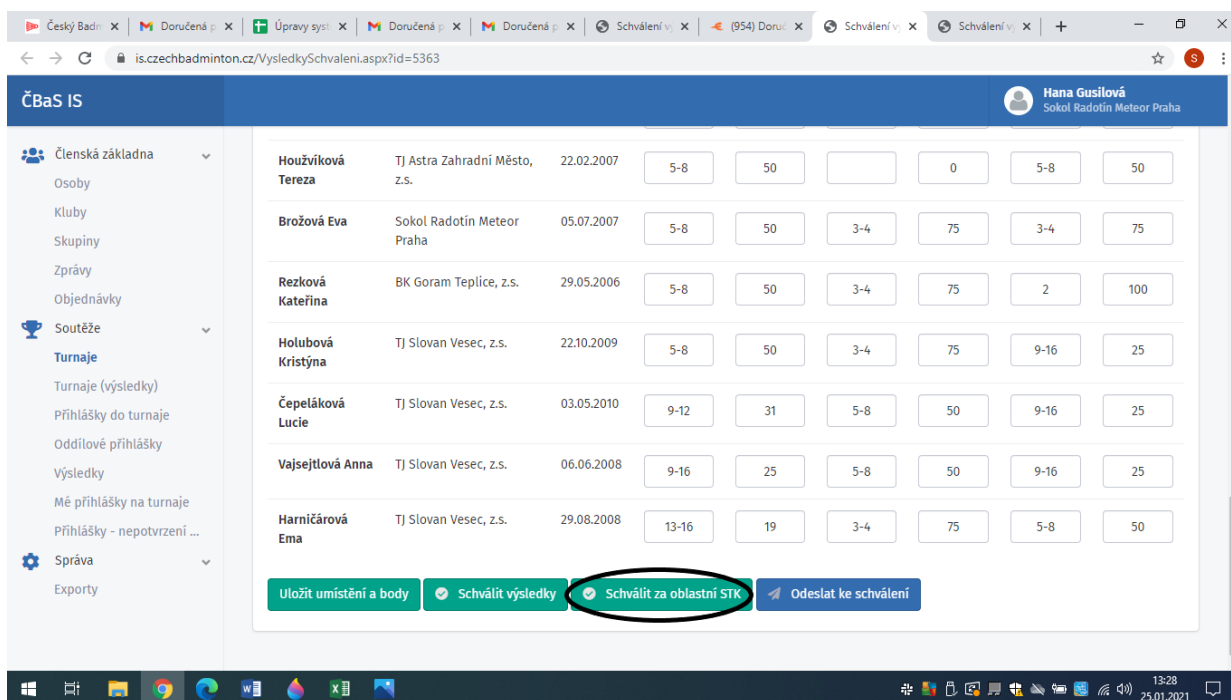 Český Badm
Doručená p
Úpravy syst
Doručená p
Doručená p
Schválení v
(954) Doruč
Schválení v
Schválení v
is.czechbadminton.cz/VysledkySchvaleni.aspx?id=5363
S
ČBaS IS
Hana Gusilová
Sokol Radotín Meteor Praha
Členská základna
Osoby
Kluby
Skupiny
Zprávy
Objednávky
Soutěže
Turnaje
Turnaje (výsledky)
Přihlášky do turnaje
Oddílové přihlášky
Výsledky
Mé přihlášky na turnaje
Přihlášky - nepotvrzení ...
Správa
Exporty
Houžvíková Tereza TJ Astra Zahradní Město, z.s. 22.02.2007 5-8 50 0 5-8 50
Brožová Eva Sokol Radotín Meteor Praha 05.07.2007 5-8 50 3-4 75 3-4 75
Rezková Kateřina BK Goram Teplice, z.s. 29.05.2006 5-8 50 3-4 75 2 100
Holubová Kristýna TJ Slovan Vesec, z.s. 22.10.2009 5-8 50 3-4 75 9-16 25
Čepeláková Lucie TJ Slovan Vesec, z.s. 03.05.2010 9-12 31 5-8 50 9-16 25
Vajsejtlová Anna TJ Slovan Vesec, z.s. 06.06.2008 9-16 25 5-8 50 9-16 25
Harničárová Ema TJ Slovan Vesec, z.s. 29.08.2008 13-16 19 3-4 75 5-8 50
Uložit umístění a body Schválit výsledky Schválit za oblastní STK Odeslat ke schválení
13:28
25.01.2021